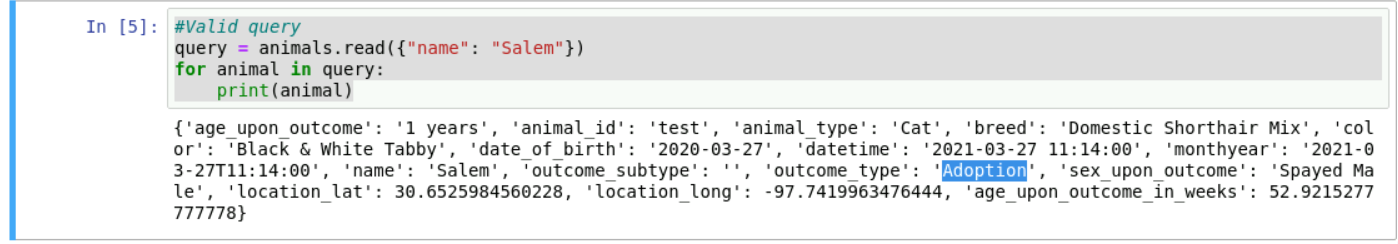 In [5]: #Valid query
query = animals.read({"name": "Salem"})
for animal in query:
    print(animal)
{'age_upon_outcome': '1 years', 'animal_id': 'test', 'animal_type': 'Cat', 'breed': 'Domestic Shorthair Mix', 'col
or': 'Black & White Tabby', 'date_of_birth': '2020-03-27', 'datetime': '2021-03-27 11:14:00', 'monthyear': '2021-0
3-27T11:14:00', 'name': 'Salem', 'outcome_subtype': '', 'outcome_type': 'Adoption', 'sex_upon_outcome': 'Spayed Ma
le', 'location_lat': 30.6525984560228, 'location_long': -97.7419963476444, 'age_upon_outcome_in_weeks': 52.9215277
777778}